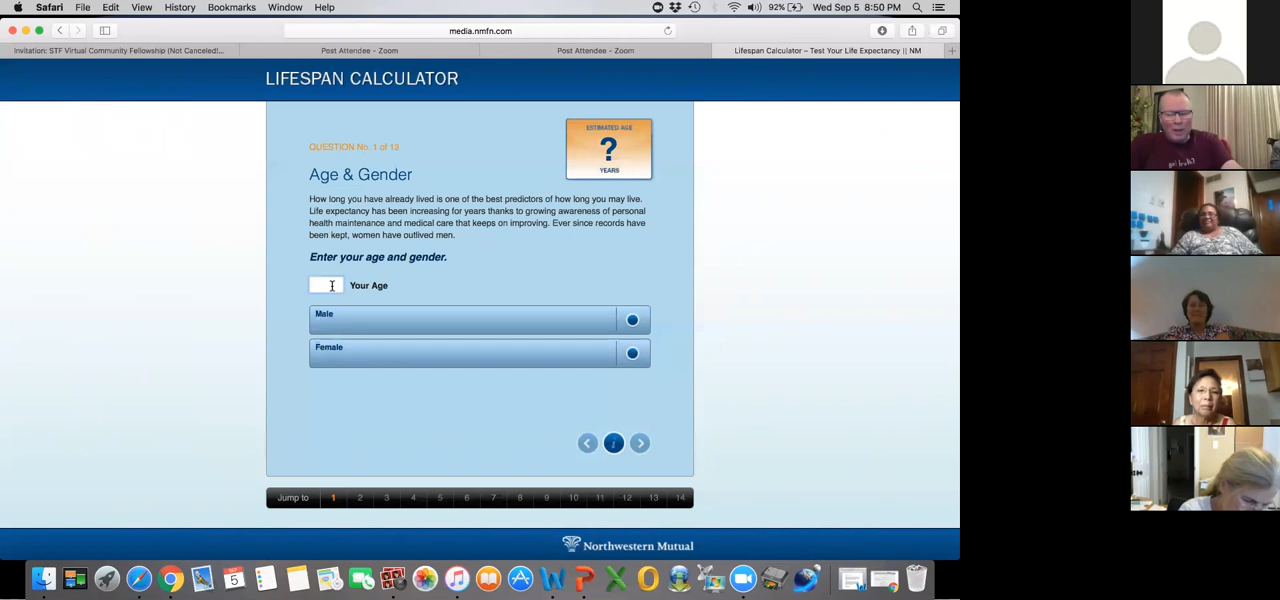 Safari File Edit View History Bookmarks Window Help
92% Wed Sep 5 8:50 PM
media.nmfn.com
Invitation: STF Virtual Community Fellowship (Not Canceled!...
Post Attendee - Zoom
Post Attendee - Zoom
Lifespan Calculator – Test Your Life Expectancy || NM
LIFESPAN CALCULATOR
ESTIMATED AGE
?
YEARS
QUESTION No. 1 of 13
Age & Gender
How long you have already lived is one of the best predictors of how long you may live.
Life expectancy has been increasing for years thanks to growing awareness of personal
health maintenance and medical care that keeps on improving. Ever since records have
been kept, women have outlived men.
Enter your age and gender.
Your Age
Male
Female
Jump to 1 2 3 4 5 6 7 8 9 10 11 12 13 14
Northwestern Mutual
SEP
5